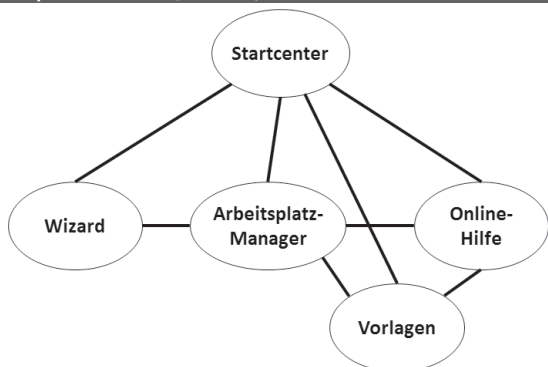 Startcenter
Wizard
Arbeitsplatz-
Manager
Online-
Hilfe
Vorlagen